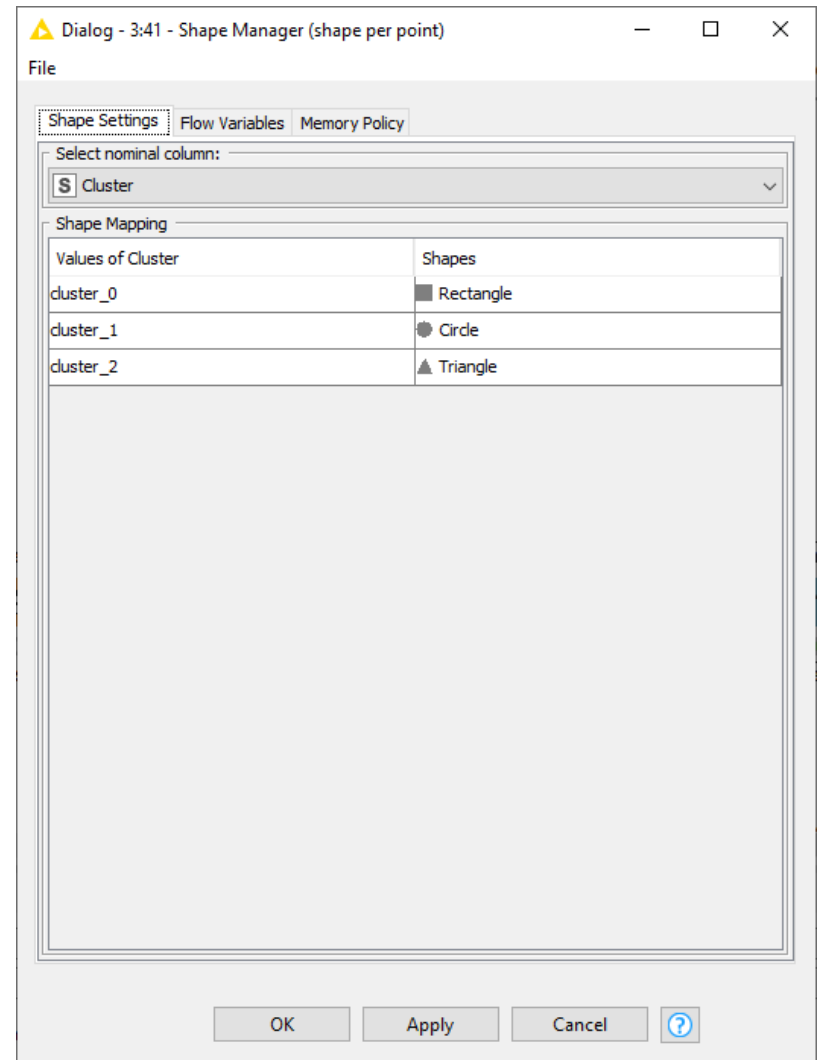 Dialog - 3:41 - Shape Manager (shape per point)
File
Shape Settings Flow Variables Memory Policy
Select nominal column:
S Cluster
Shape Mapping
Values of Cluster Shapes
cluster_0 Rectangle
cluster_1 Circle
cluster_2 Triangle
OK Apply Cancel ?